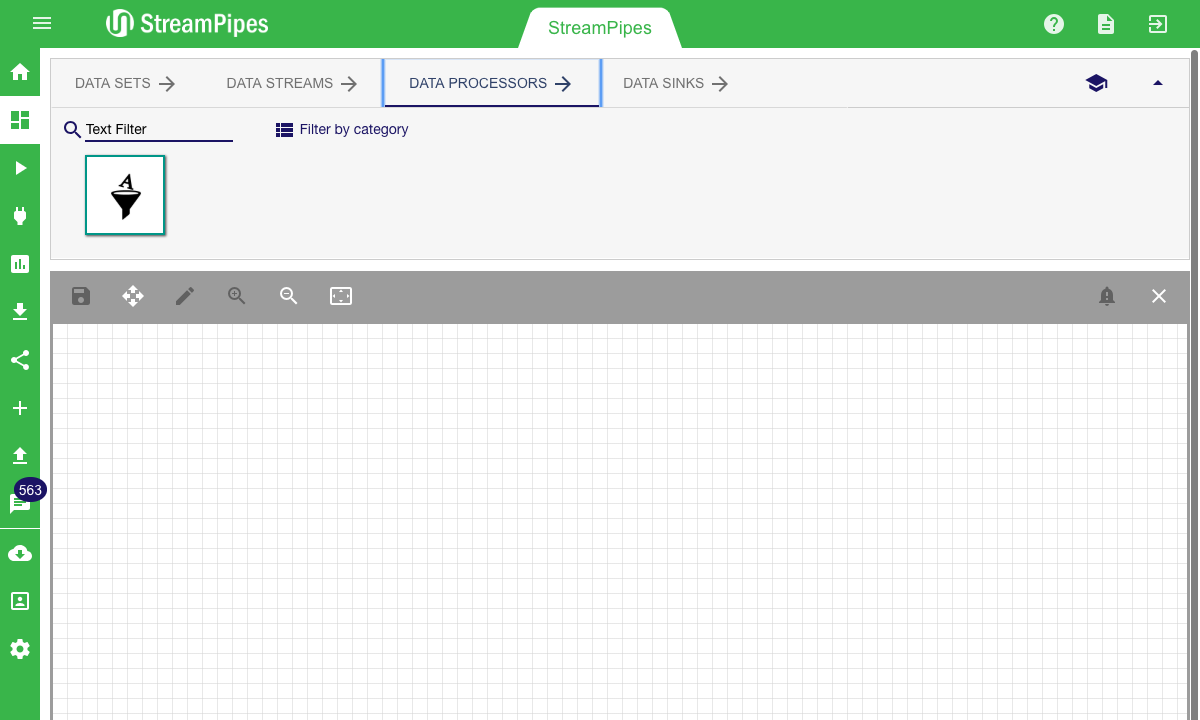 StreamPipes
StreamPipes
DATA SETS
DATA STREAMS
DATA PROCESSORS
DATA SINKS
Text Filter
Filter by category
A
563